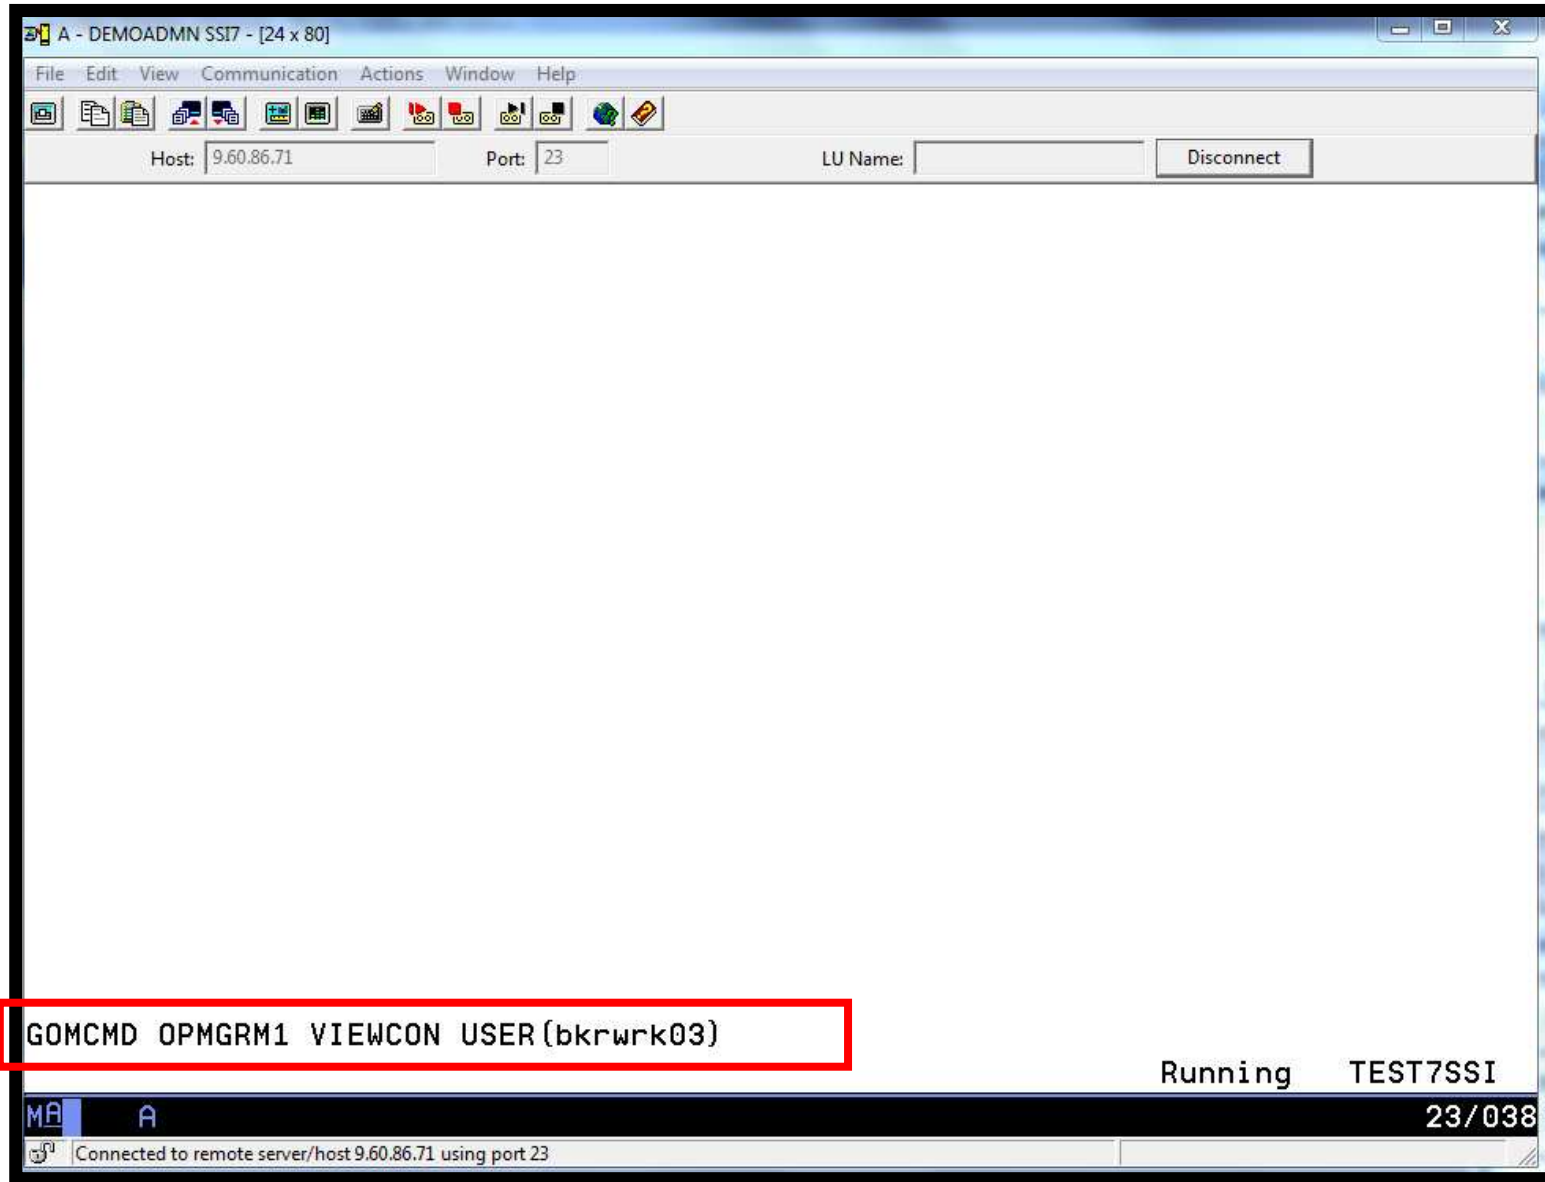 A - DEMOADMN SSI7 - [24 x 80]
File Edit View Communication Actions Window Help
Host: 9.60.86.71 Port: 23 LU Name: Disconnect
GOMCMD OPMGRM1 VIEWCON USER(bkrwrk03)
Running TEST7SSI
MA A 23/038
Connected to remote server/host 9.60.86.71 using port 23